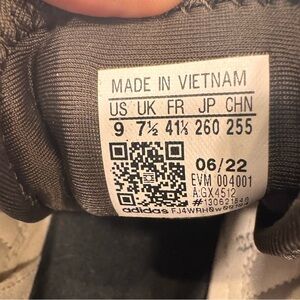 MADE IN VIETNAM
US UK FR JP CHN
9 7½ 41⅓ 260 255
06/22
EVM 004001
A:GX4512
adidas